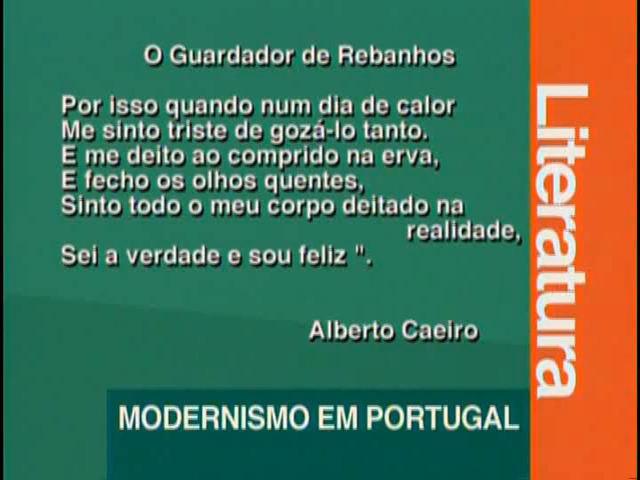 O Guardador de Rebanhos
Por isso quando num dia de calor
Me sinto triste de gozá-lo tanto.
E me deito ao comprido na erva,
E fecho os olhos quentes,
Sinto todo o meu corpo deitado na
realidade,
Sei a verdade e sou feliz ".
Alberto Caeiro
MODERNISMO EM PORTUGAL
Literatura